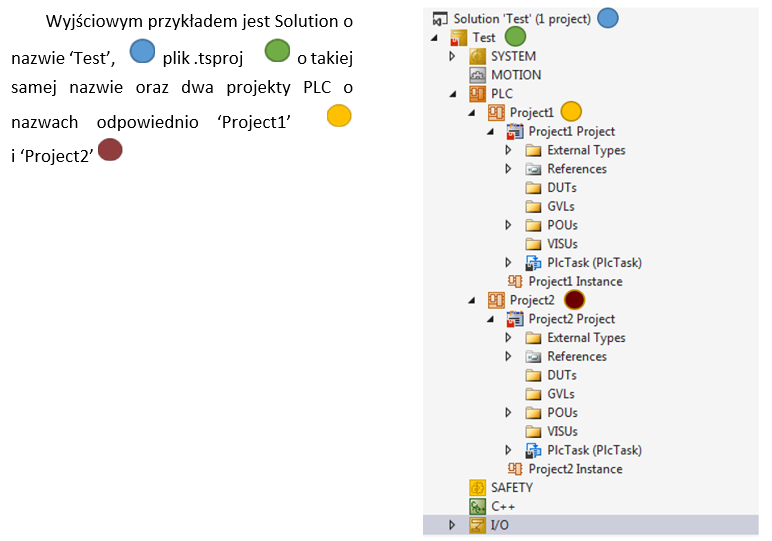 Wyjściowym przykładem jest Solution o
nazwie ‘Test’, plik .tsproj o takiej
samej nazwie oraz dwa projekty PLC o
nazwach odpowiednio ‘Project1’
i ‘Project2’
Solution 'Test' (1 project)
Test
SYSTEM
MOTION
PLC
Project1
Project1 Project
External Types
References
DUTs
GVLs
POUs
VISUs
PlcTask (PlcTask)
Project1 Instance
Project2
Project2 Project
External Types
References
DUTs
GVLs
POUs
VISUs
PlcTask (PlcTask)
Project2 Instance
SAFETY
C++
I/O